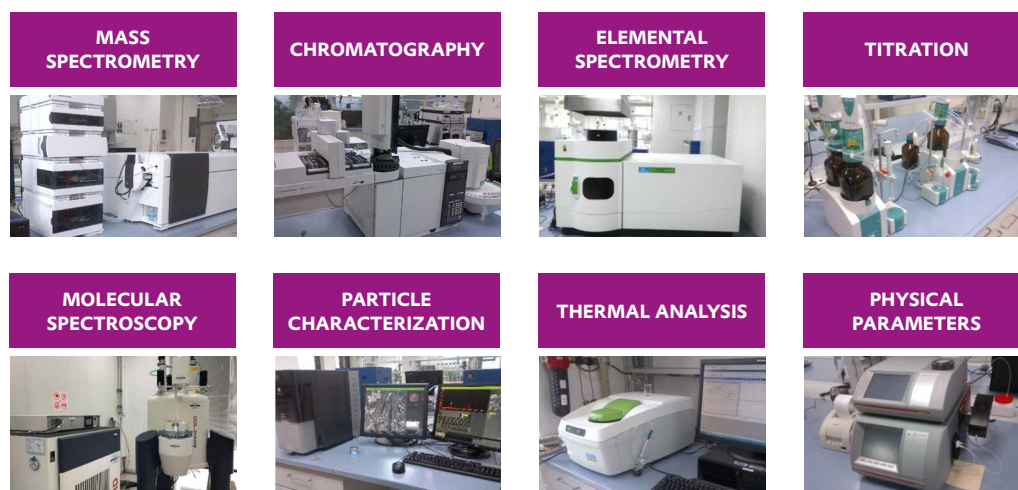 MASS
SPECTROMETRY
CHROMATOGRAPHY
ELEMENTAL
SPECTROMETRY
TITRATION
MOLECULAR
SPECTROSCOPY
PARTICLE
CHARACTERIZATION
THERMAL ANALYSIS
PHYSICAL
PARAMETERS